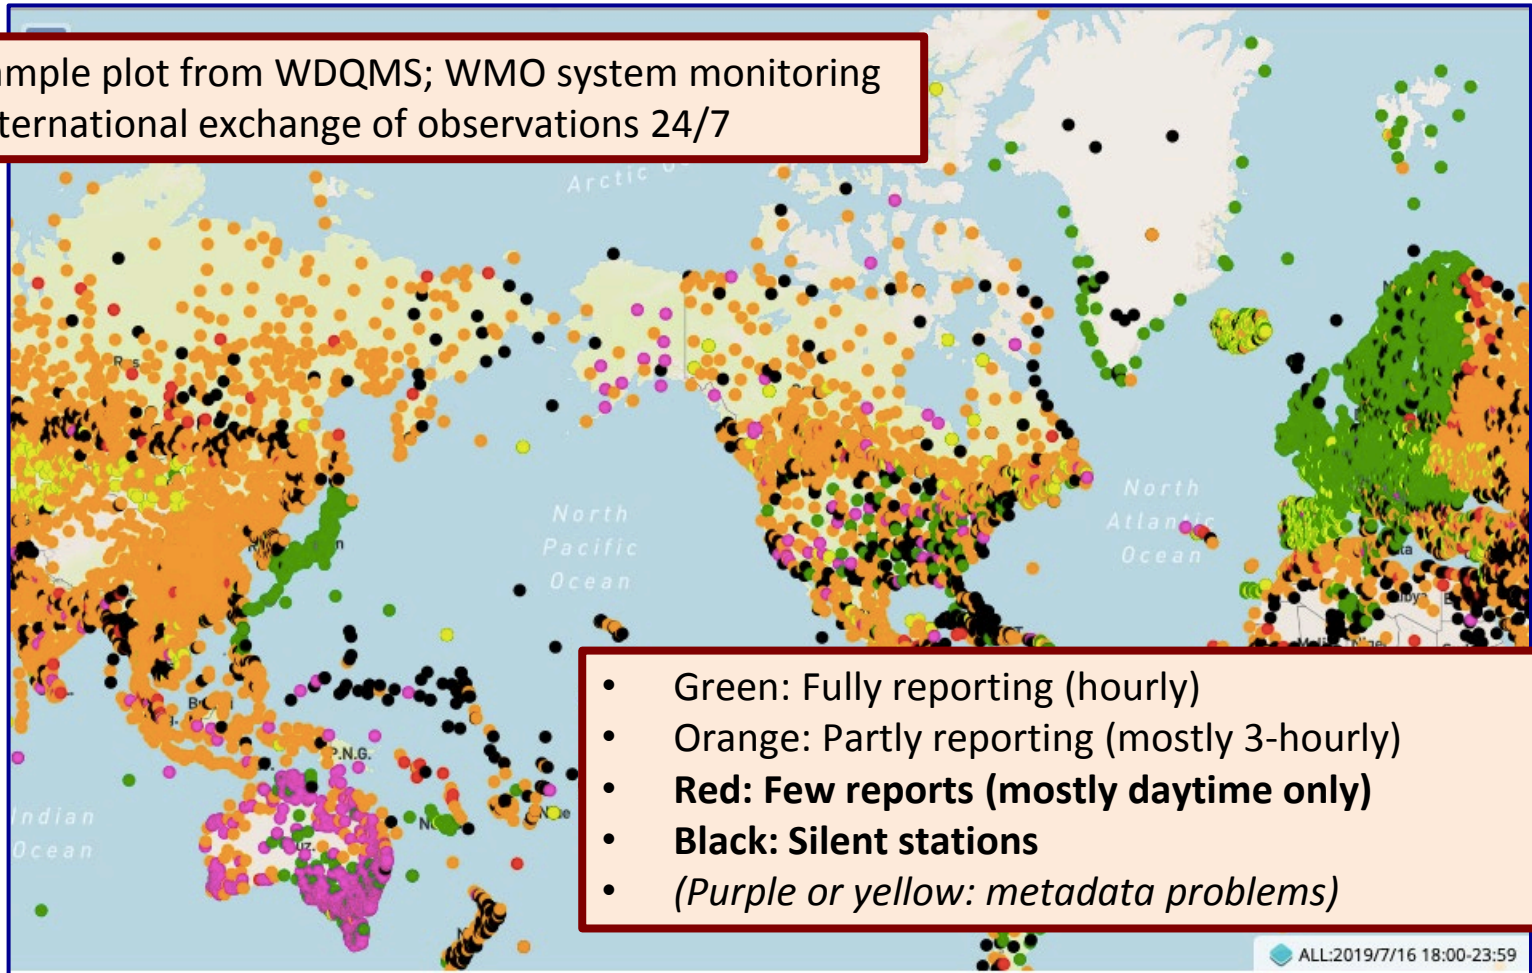 ample plot from WDQMS; WMO system monitoring
nternational exchange of observations 24/7
Arctic
North
Pacific
Ocean
North
Atlantic
Ocean
P.N.G.
Indian
Ocean
• Green: Fully reporting (hourly)
• Orange: Partly reporting (mostly 3-hourly)
• Red: Few reports (mostly daytime only)
• Black: Silent stations
• (Purple or yellow: metadata problems)
ALL:2019/7/16 18:00-23:59